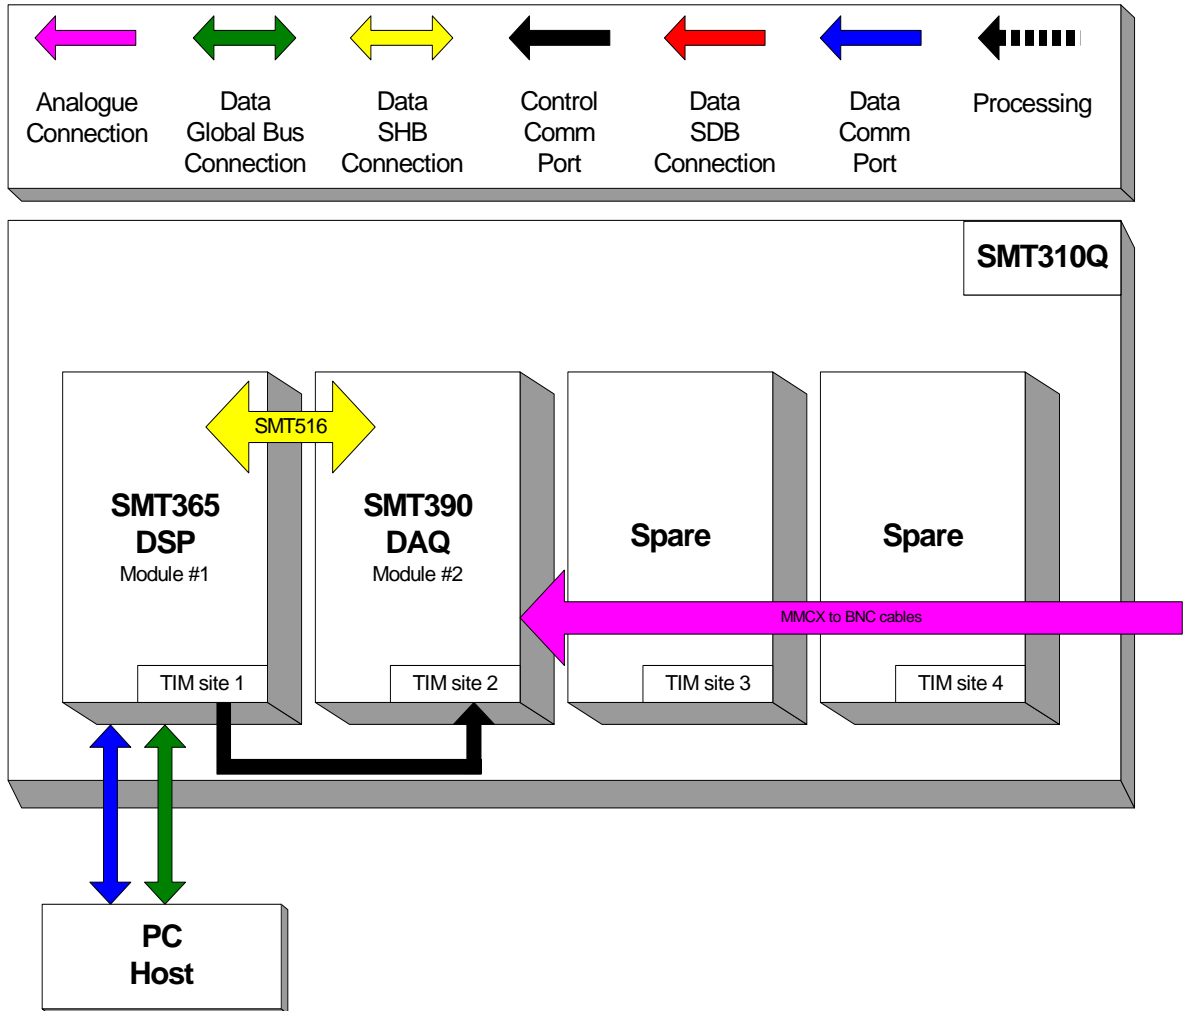 Analogue
Connection
Data
Global Bus
Connection
Data
SHB
Connection
Control
Comm
Port
Data
SDB
Connection
Data
Comm
Port
Processing
SMT310Q
SMT516
SMT365
DSP
Module #1
SMT390
DAQ
Module #2
Spare
Spare
MMCX to BNC cables
TIM site 1
TIM site 2
TIM site 3
TIM site 4
PC
Host